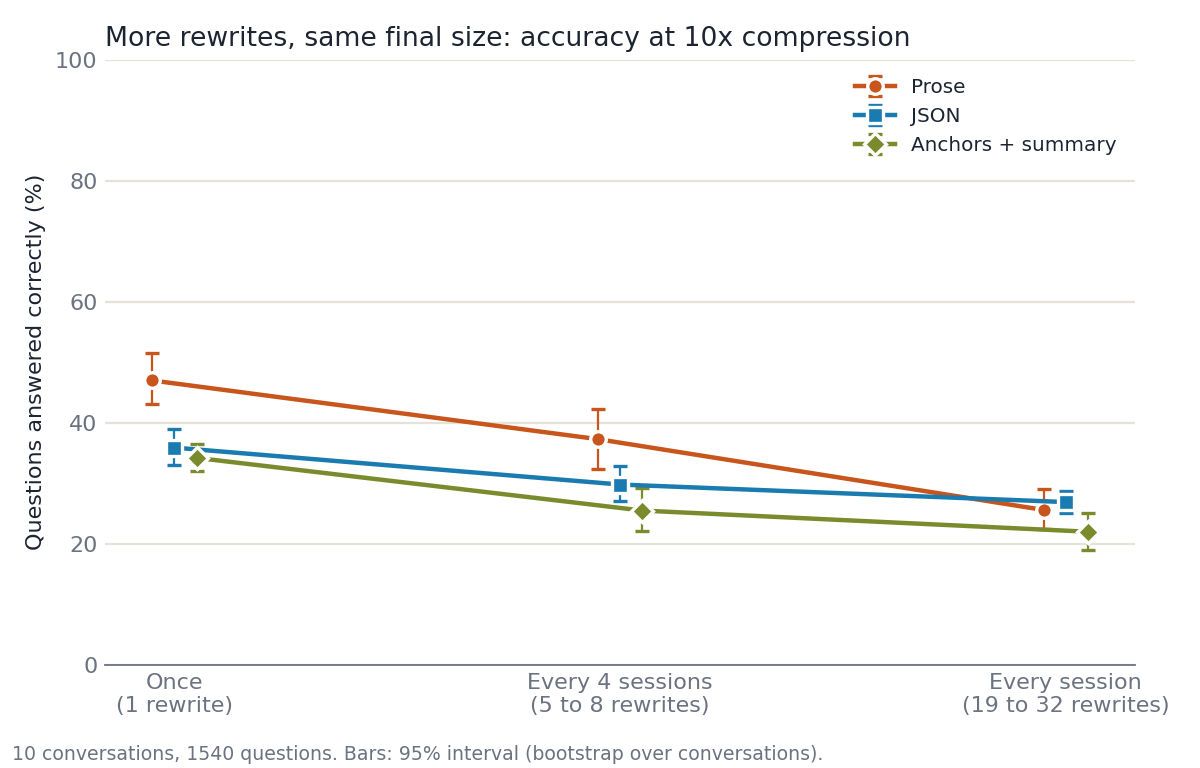 More rewrites, same final size: accuracy at 10x compression
Questions answered correctly (%)
100
80
60
40
20
0
Prose
JSON
Anchors + summary
Once
(1 rewrite)
Every 4 sessions
(5 to 8 rewrites)
Every session
(19 to 32 rewrites)
10 conversations, 1540 questions. Bars: 95% interval (bootstrap over conversations).